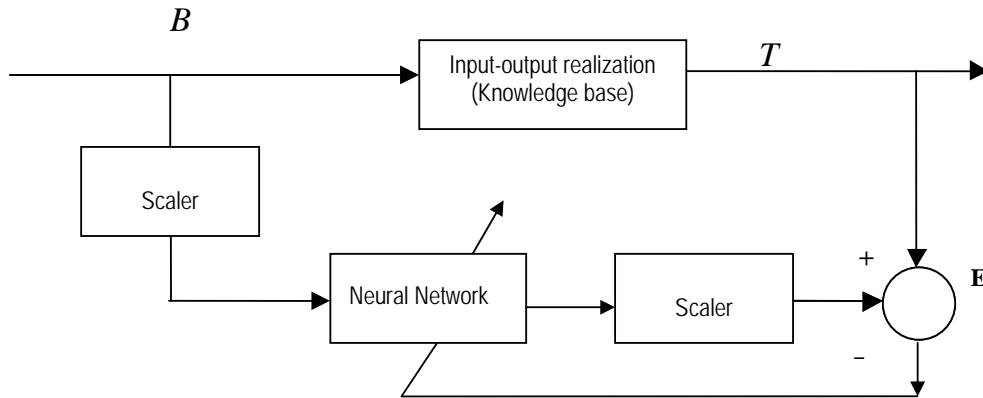 B
Input-output realization
(Knowledge base)
T
Scaler
+
E
Neural Network
Scaler
−